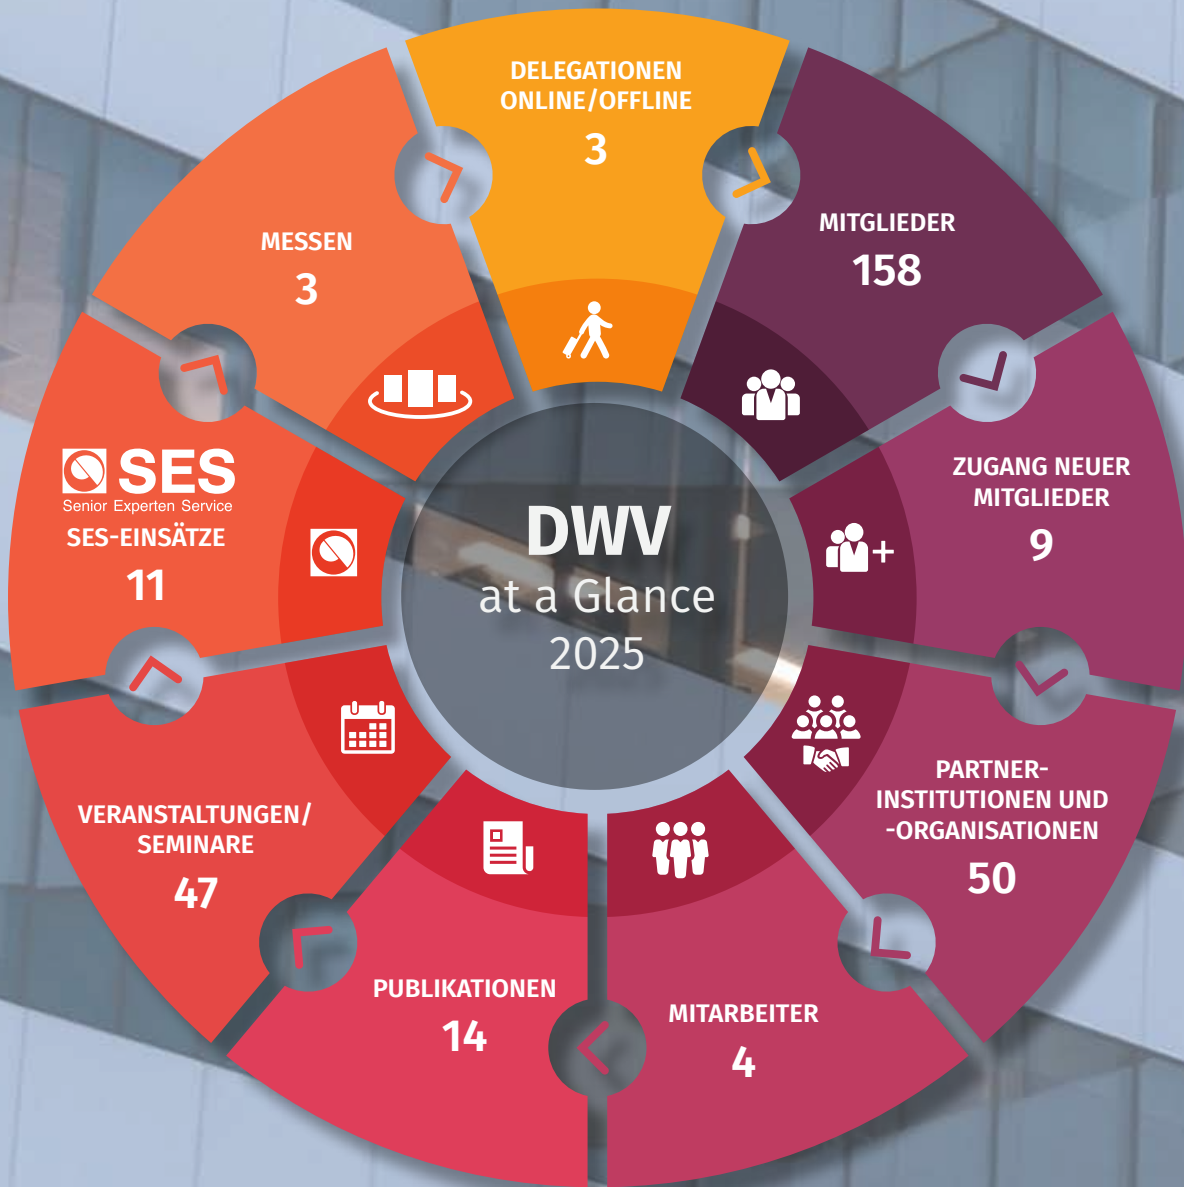 DWV
at a Glance
2025
DELEGATIONEN
ONLINE/OFFLINE
3
MITGLIEDER
158
ZUGANG NEUER
MITGLIEDER
9
PARTNER-
INSTITUTIONEN UND
-ORGANISATIONEN
50
MITARBEITER
4
PUBLIKATIONEN
14
VERANSTALTUNGEN/
SEMINARE
47
SES
Senior Experten Service
SES-EINSÄTZE
11
MESSEN
3